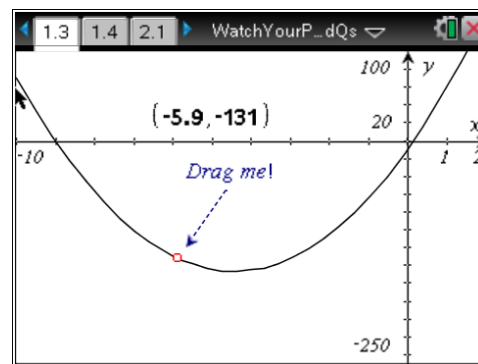 1.3 1.4 2.1 WatchYourP...dQs
100 y
(-5.9, -131) 20 x
-10 1 2
Drag me!
-250